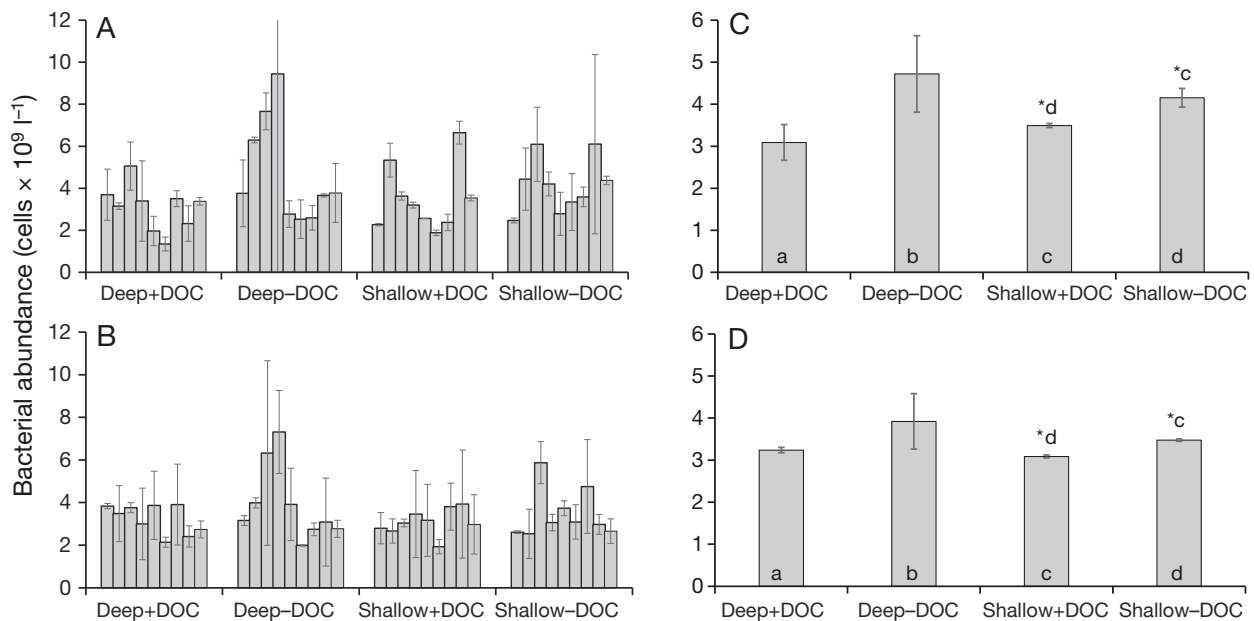 Bacterial abundance (cells × 10⁹ l⁻¹)
A
12
10
8
6
4
2
0
Deep+DOC Deep–DOC Shallow+DOC Shallow–DOC
B
12
10
8
6
4
2
0
Deep+DOC Deep–DOC Shallow+DOC Shallow–DOC
C
6
5
4
3
2
1
0
*d
*c
a b c d
Deep+DOC Deep–DOC Shallow+DOC Shallow–DOC
D
6
5
4
3
2
1
0
*d
*c
a b c d
Deep+DOC Deep–DOC Shallow+DOC Shallow–DOC